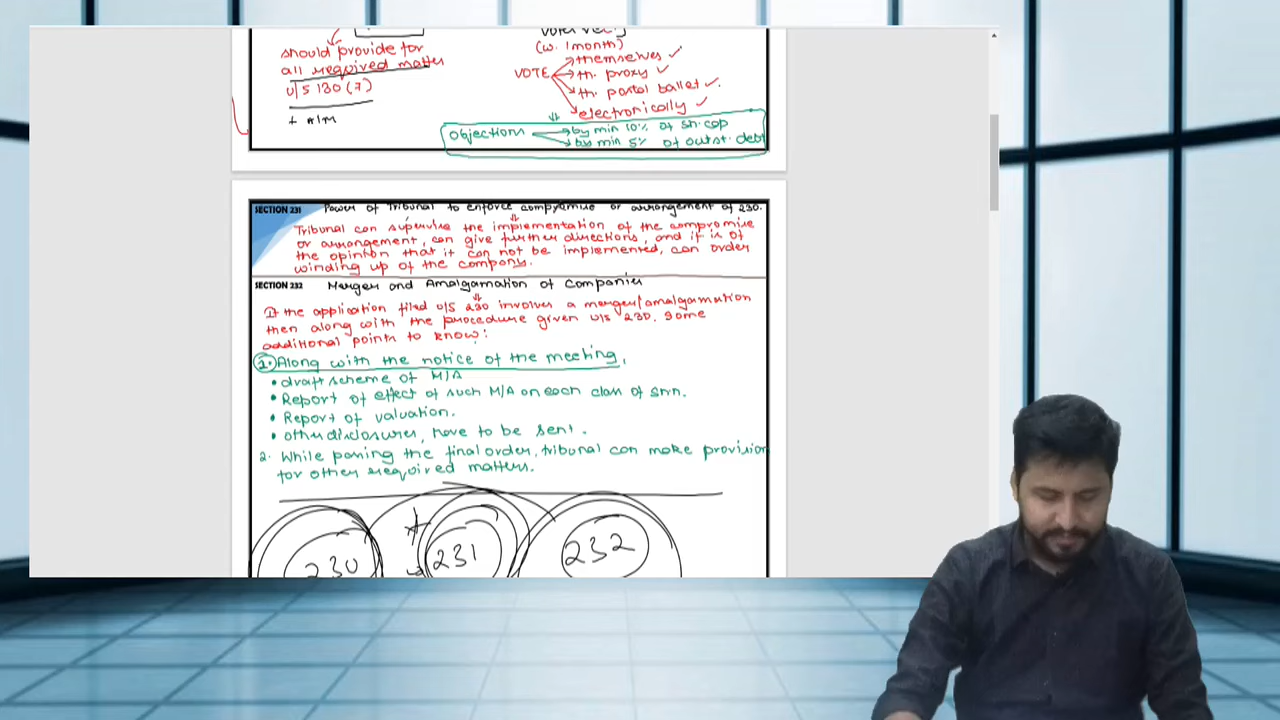 should provide for
all required matter
u/s 130 (7)
+ AIM
(w. 1month)
VOTE
themselves
th. proxy
th. postal ballet
electronically
Objections
by min 10% of sh. cap
by min 5% of outst. debt
SECTION 231 Power of Tribunal to enforce compromise or arrangement of 230.
Tribunal can supervise the implementation of the compromise
or arrangement, can give further directions, and if is of
the opinion that it can not be implemented, can order
winding up of the company.
SECTION 232 Merger and Amalgamation of Companies
If the application filed u/s 230 involves a merger/amalgamation
then along with the procedure given u/s 230. Some
additional points to know:
1. Along with the notice of the meeting,
• draft scheme of M/A
• Report of effect of such M/A on each class of
• Report of valuation.
• other disclosures, have to be sent.
2. While passing the final order, tribunal can make provision
for other required matters.
230 231 232